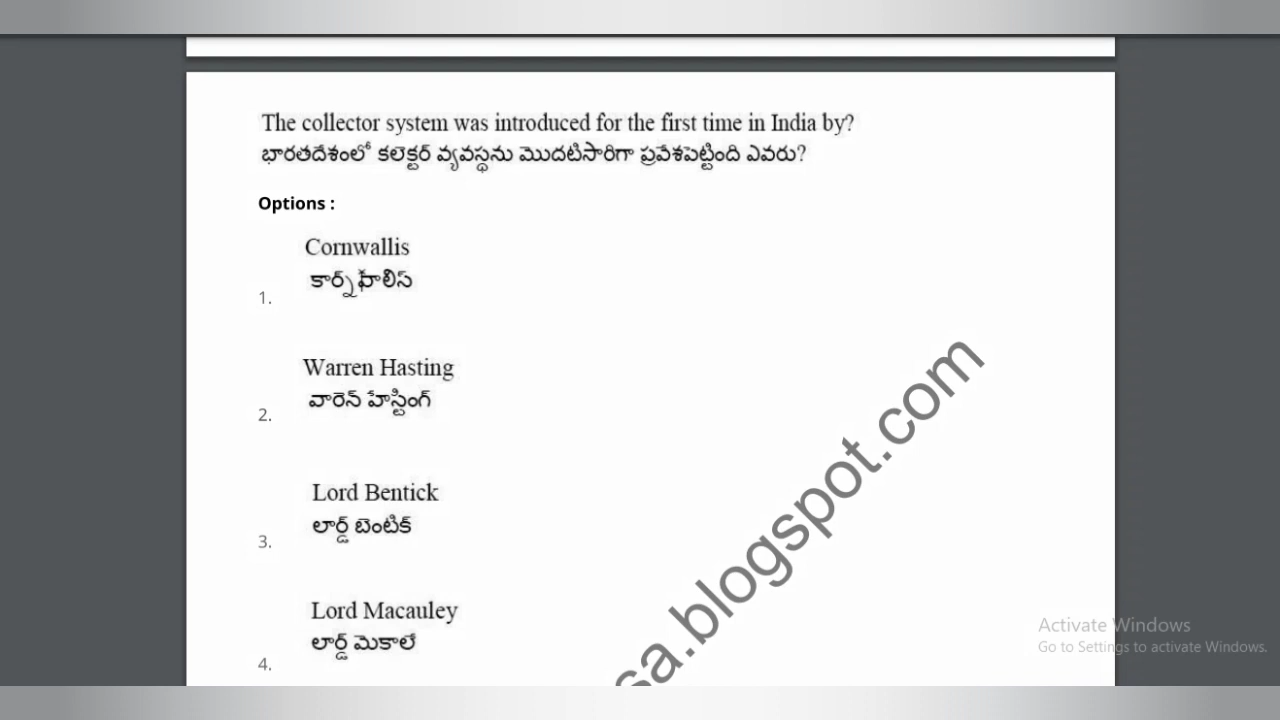 The collector system was introduced for the first time in India by?
భారతదేశంలో కలెక్టర్ వ్యవస్థను మొదటిసారిగా ప్రవేశపెట్టింది ఎవరు?
Options :
Cornwallis
కార్న్‌వాలిస్
1.
Warren Hasting
వారెన్ హేస్టింగ్
2.
Lord Bentick
లార్డ్ బెంటిక్
3.
Lord Macauley
లార్డ్ మెకాలే
4.
sa.blogspot.com
Activate Windows
Go to Settings to activate Windows.